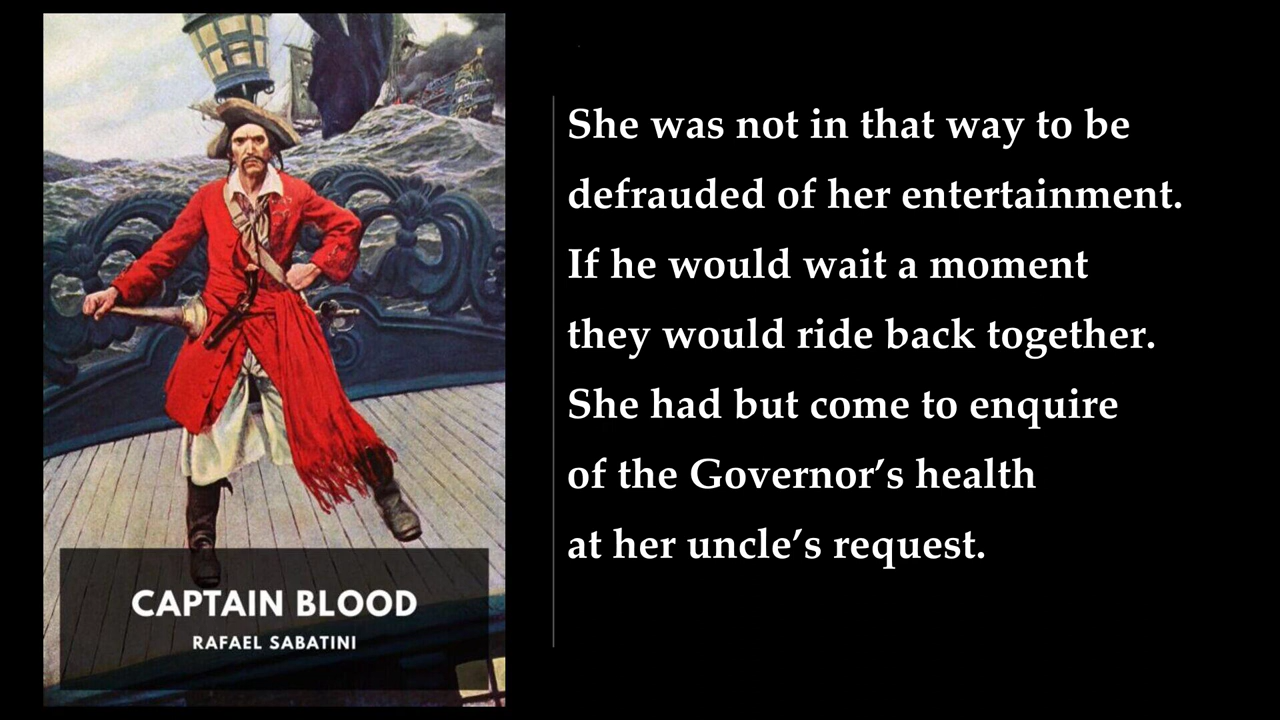 She was not in that way to be
defrauded of her entertainment.
If he would wait a moment
they would ride back together.
She had but come to enquire
of the Governor’s health
at her uncle’s request.
CAPTAIN BLOOD
RAFAEL SABATINI